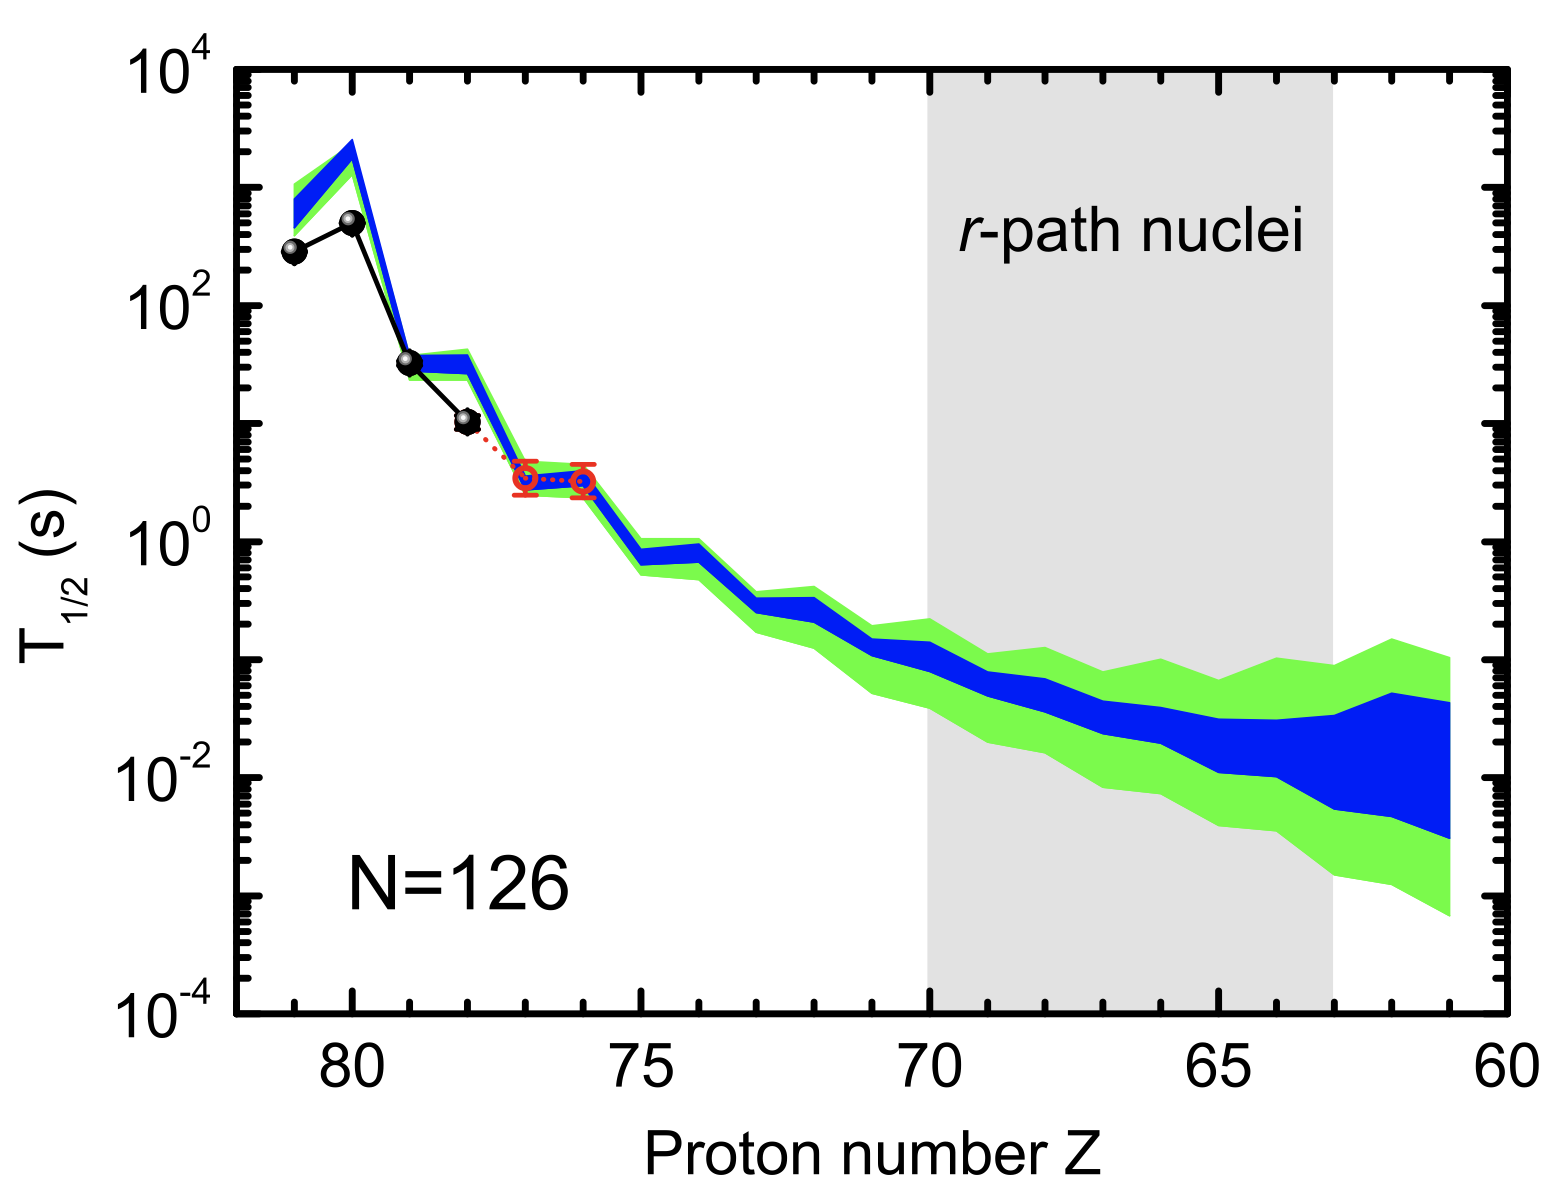 10^4
10^2
10^0
10^-2
10^-4
T_1/2 (s)
r-path nuclei
N=126
80 75 70 65 60
Proton number Z